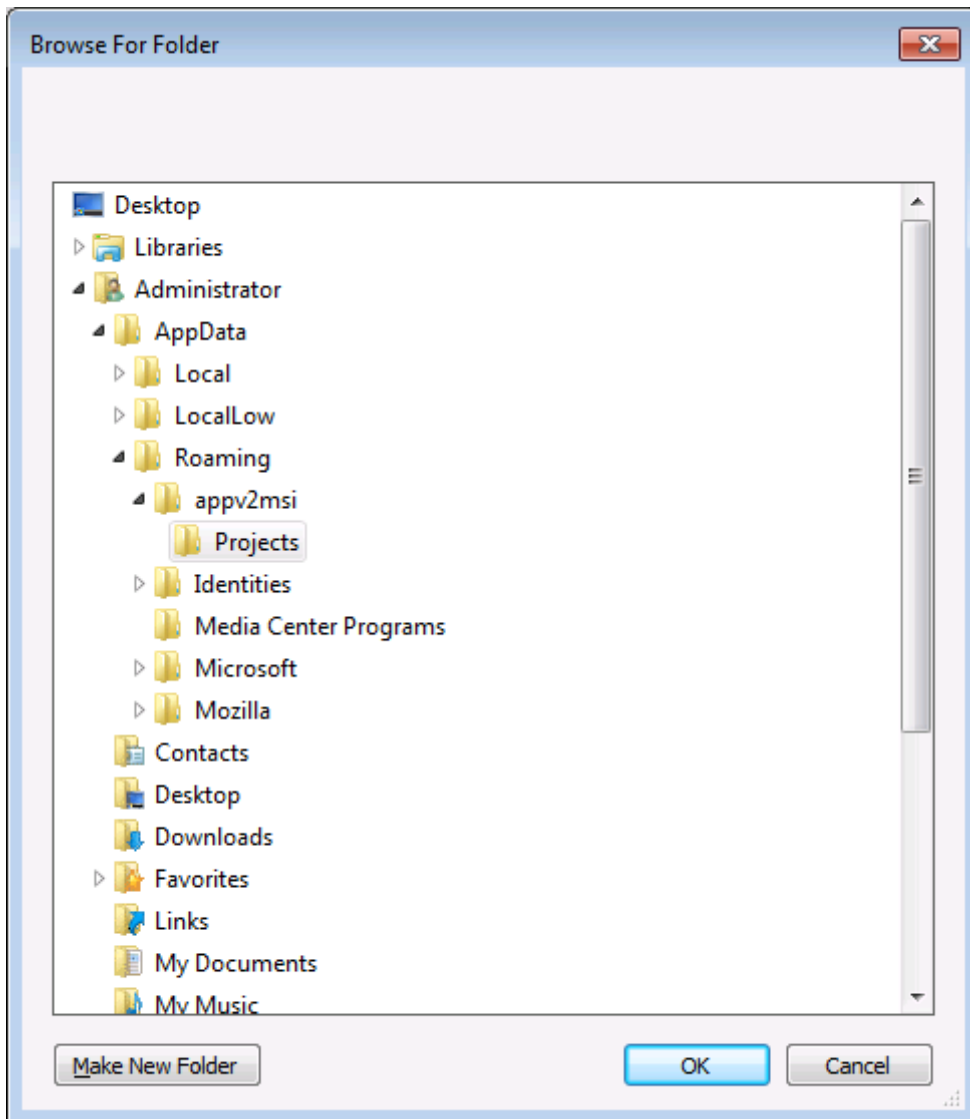 Browse For Folder
Desktop
Libraries
Administrator
AppData
Local
LocalLow
Roaming
appv2msi
Projects
Identities
Media Center Programs
Microsoft
Mozilla
Contacts
Desktop
Downloads
Favorites
Links
My Documents
My Music
Make New Folder OK Cancel